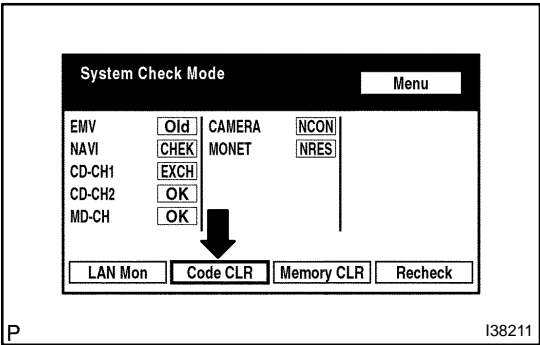 System Check Mode
Menu
EMV Old CAMERA NCON
NAVI CHEK MONET NRES
CD-CH1 EXCH
CD-CH2 OK
MD-CH OK
LAN Mon Code CLR Memory CLR Recheck
P I38211